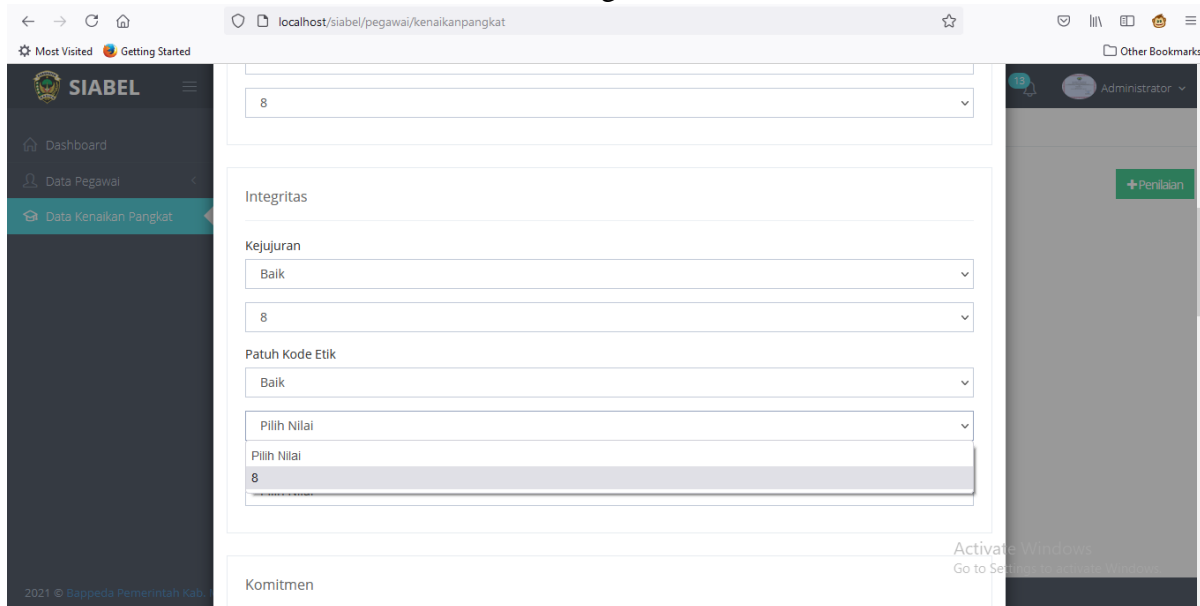 localhost/siabel/pegawai/kenaikanpangkat
Most Visited Getting Started Other Bookmarks
SIABEL
8
13
Administrator
Dashboard
Data Pegawai
+Penilaian
Integritas
Data Kenaikan Pangkat
Kejujuran
Baik
8
Patuh Kode Etik
Baik
Pilih Nilai
Pilih Nilai
8
Activate Windows
Go to Settings to activate Windows.
Komitmen
2021 © Bappeda Pemerintah Kab.